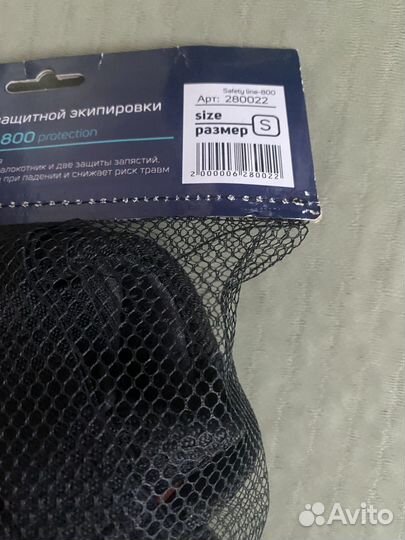 Safety line-800
Арт: 280022
size
размер S
2 000006 280022
защитной экипировки
800 protection
алокотник и две защиты запястий.
при падении и снижает риск травм
Avito